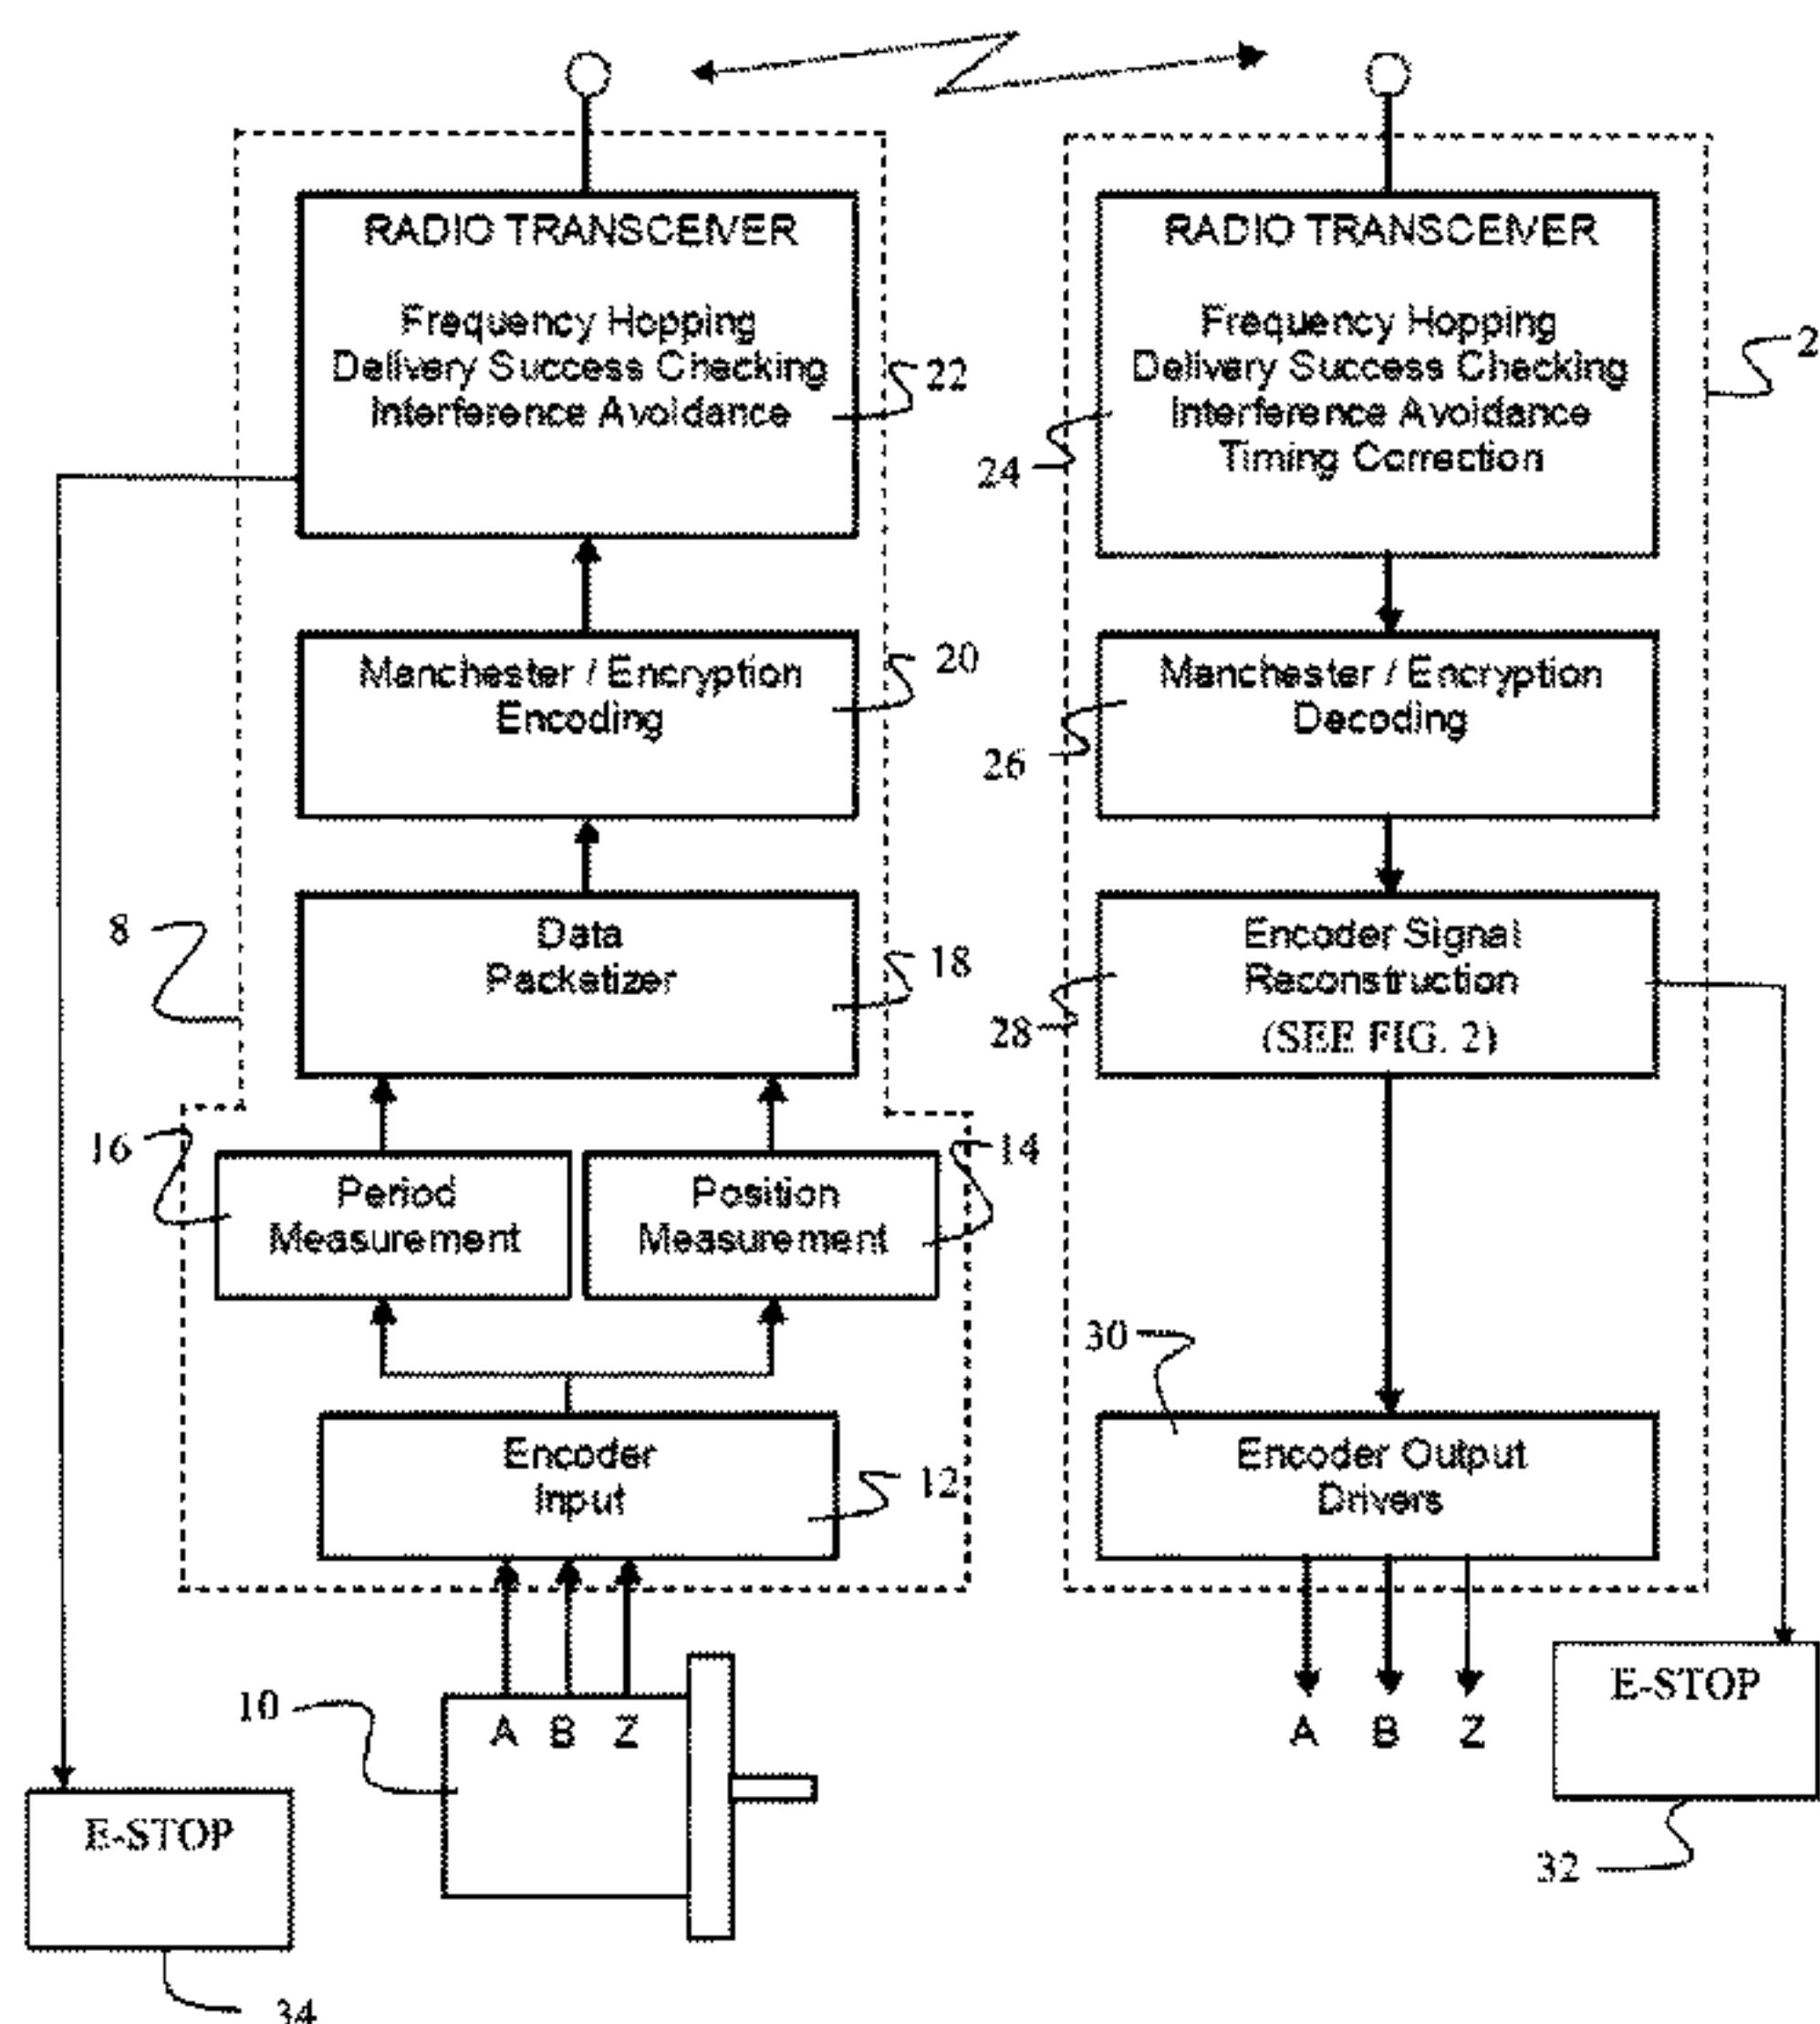 RADIO TRANSCEIVER
Frequency Hopping
Delivery Success Checking
Interference Avoidance
22
RADIO TRANSCEIVER
Frequency Hopping
Delivery Success Checking
Interference Avoidance
Timing Correction
24
2
Manchester / Encryption
Encoding
20
Manchester / Encryption
Decoding
26
8
Data
Packetizer
18
Encoder Signal
Reconstruction
(SEE FIG. 2)
28
16
Period
Measurement
Position
Measurement
14
Encoder
Input
12
30
Encoder Output
Drivers
10
A B Z
A B Z
E-STOP
32
E-STOP
34